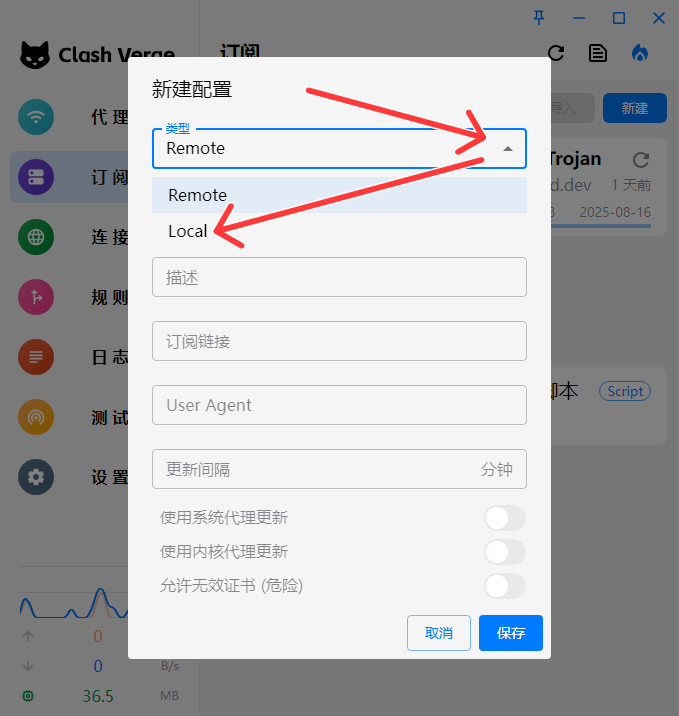 Clash Verge
订阅
代 理
订 阅
连 接
规 则
日 志
测 试
设 置
0
0 B/s
36.5 MB
导入
新建
Trojan
d.dev 1 天前
2025-08-16
脚本 Script
新建配置
类型
Remote
Remote
Local
描述
订阅链接
User Agent
更新间隔 分钟
使用系统代理更新
使用内核代理更新
允许无效证书 (危险)
取消
保存